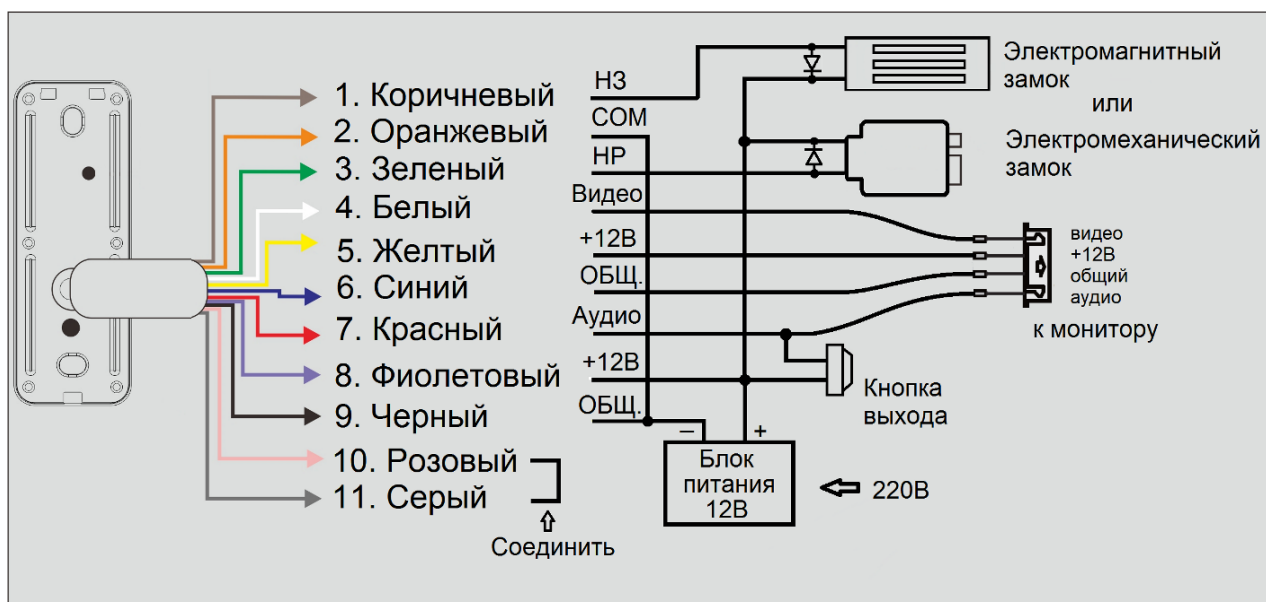 1. Коричневый
2. Оранжевый
3. Зеленый
4. Белый
5. Желтый
6. Синий
7. Красный
8. Фиолетовый
9. Черный
10. Розовый
11. Серый
Соединить
НЗ
COM
НР
Видео
+12В
ОБЩ.
Аудио
+12В
ОБЩ.
Электромагнитный
замок
или
Электромеханический
замок
видео
+12В
общий
аудио
к монитору
Кнопка
выхода
– +
Блок
питания
12В
220В